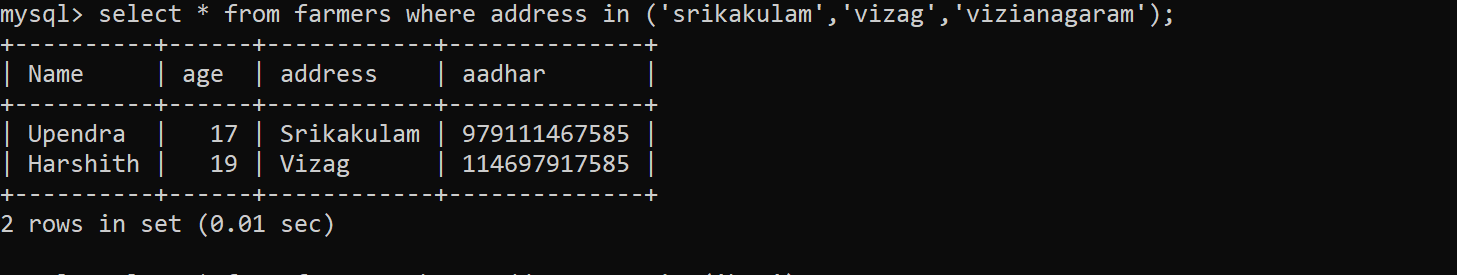 mysql> select * from farmers where address in ('srikakulam','vizag','vizianagaram');
+----------+------+------------+--------------+
| Name     | age  | address    | aadhar       |
+----------+------+------------+--------------+
| Upendra  |   17 | Srikakulam | 979111467585 |
| Harshith |   19 | Vizag      | 114697917585 |
+----------+------+------------+--------------+
2 rows in set (0.01 sec)